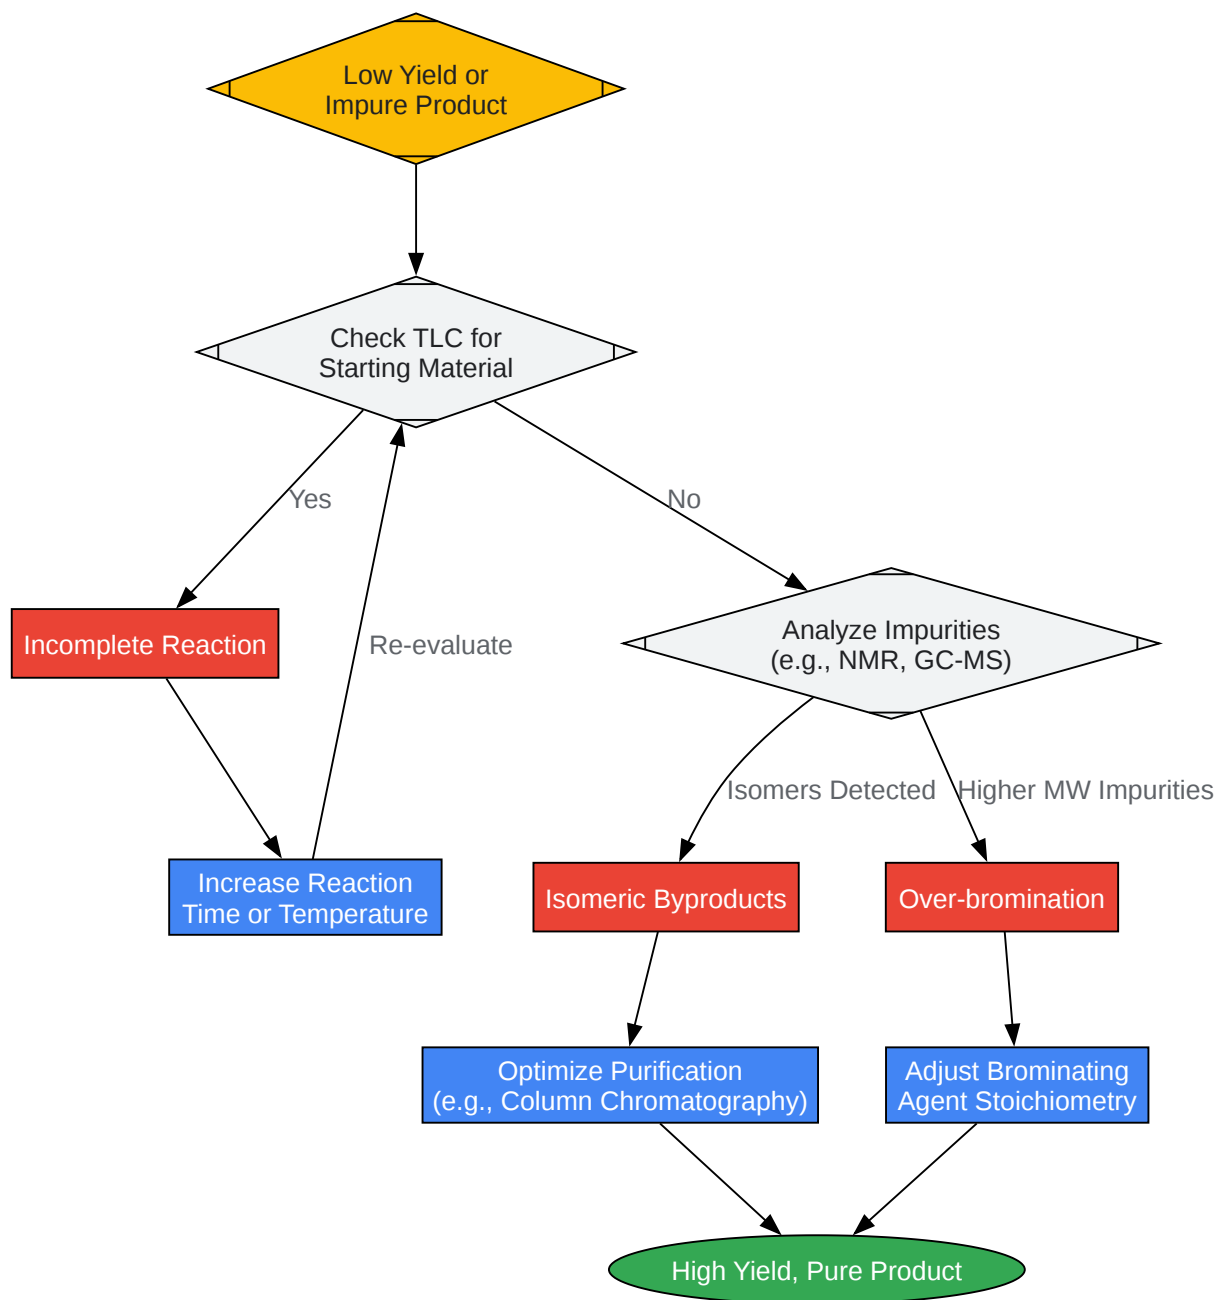 Low Yield or
Impure Product
Check TLC for
Starting Material
Yes
No
Incomplete Reaction
Re-evaluate
Analyze Impurities
(e.g., NMR, GC-MS)
Isomers Detected
Higher MW Impurities
Increase Reaction
Time or Temperature
Isomeric Byproducts
Over-bromination
Optimize Purification
(e.g., Column Chromatography)
Adjust Brominating
Agent Stoichiometry
High Yield, Pure Product